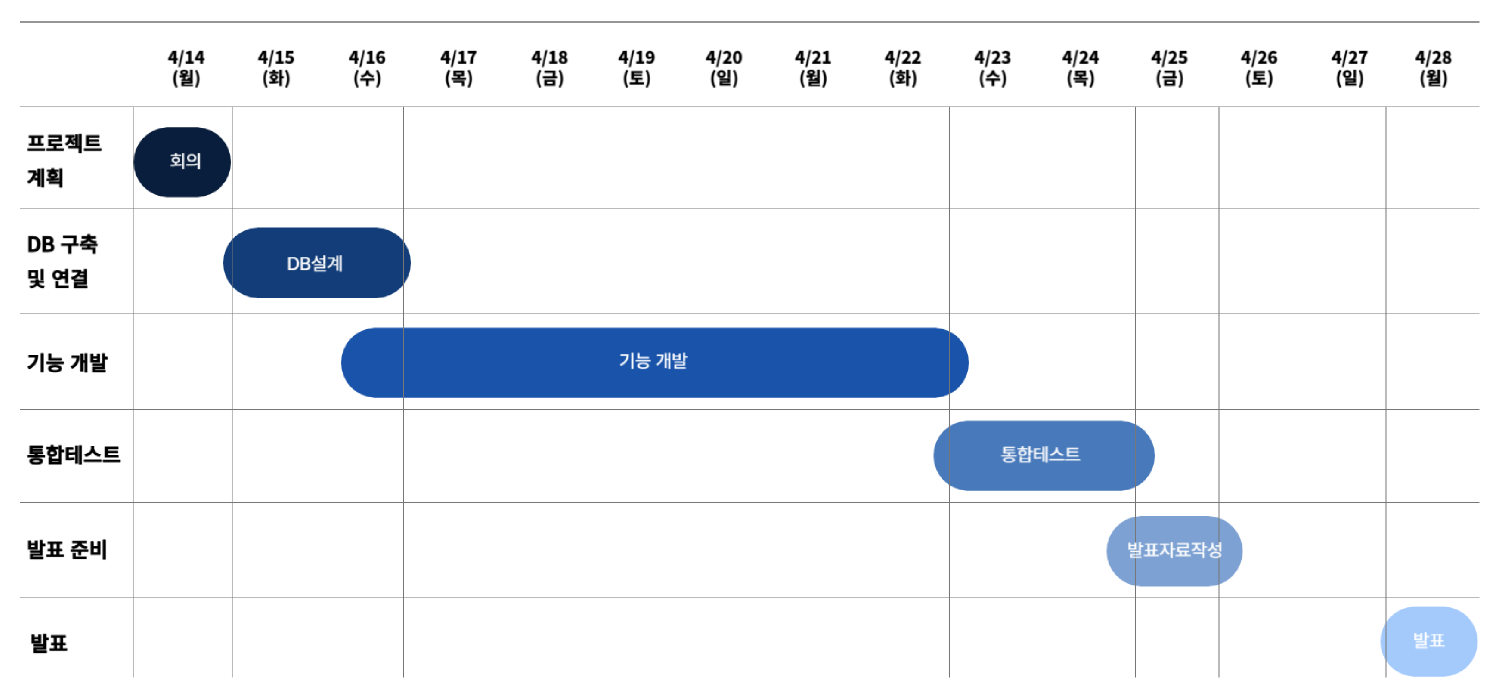 4/14 4/15 4/16 4/17 4/18 4/19 4/20 4/21 4/22 4/23 4/24 4/25 4/26 4/27 4/28
(월) (화) (수) (목) (금) (토) (일) (월) (화) (수) (목) (금) (토) (일) (월)
프로젝트
계획
회의
DB 구축
및 연결
DB설계
기능 개발
기능 개발
통합테스트
통합테스트
발표 준비
발표자료작성
발표
발표